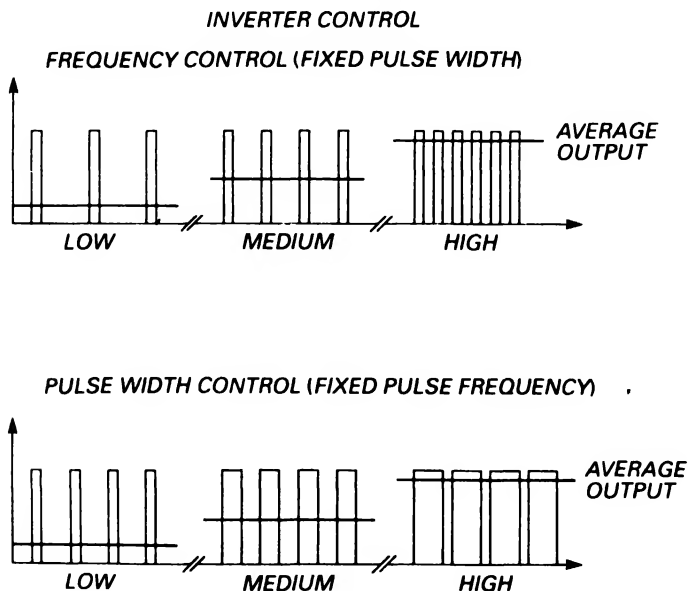 INVERTER CONTROL
FREQUENCY CONTROL (FIXED PULSE WIDTH)
AVERAGE
OUTPUT
LOW
MEDIUM
HIGH
PULSE WIDTH CONTROL (FIXED PULSE FREQUENCY)
AVERAGE
OUTPUT
LOW
MEDIUM
HIGH